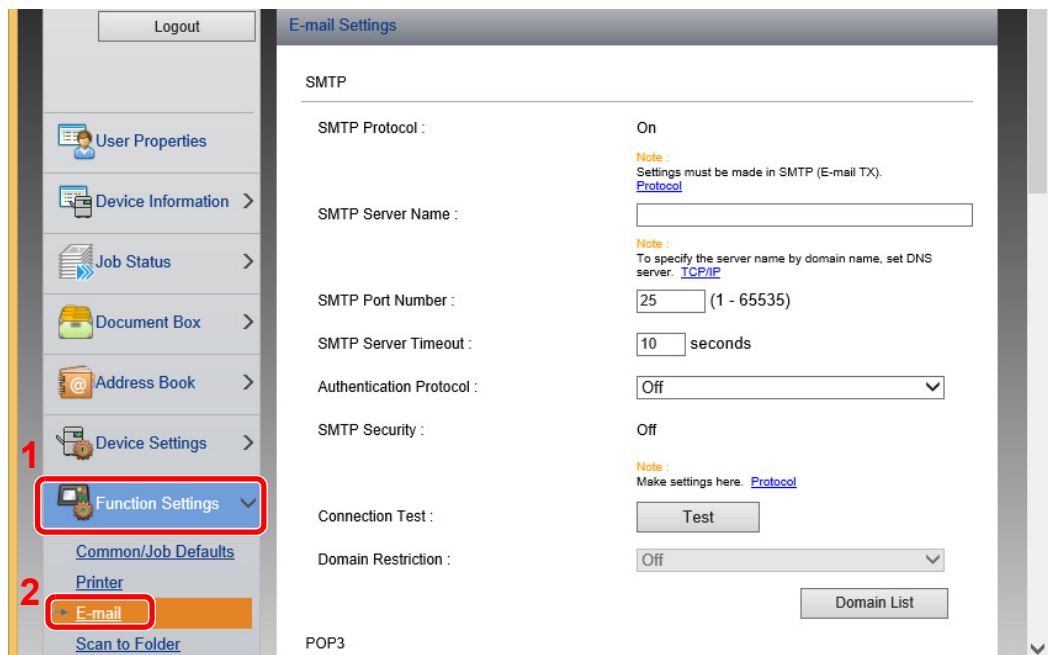 Logout
E-mail Settings
SMTP
SMTP Protocol :
On
Note :
Settings must be made in SMTP (E-mail TX).
Protocol
SMTP Server Name :
Note :
To specify the server name by domain name, set DNS
server. TCP/IP
SMTP Port Number :
25 (1 - 65535)
SMTP Server Timeout :
10 seconds
Authentication Protocol :
Off
SMTP Security :
Off
Note :
Make settings here. Protocol
Connection Test :
Test
Domain Restriction :
Off
Domain List
POP3
User Properties
Device Information
Job Status
Document Box
Address Book
Device Settings
1
Function Settings
Common/Job Defaults
Printer
2
E-mail
Scan to Folder